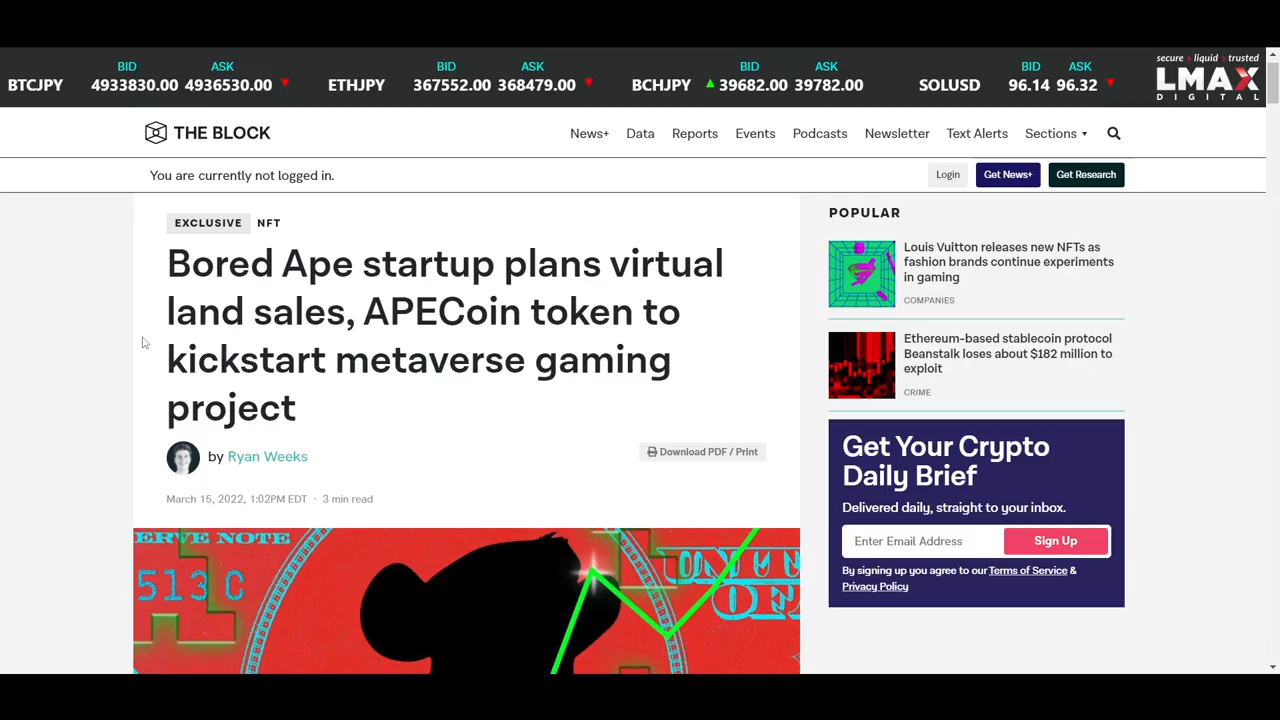 BID ASK BID ASK BID ASK BID ASK secure liquid trusted
BTCJPY 4933830.00 4936530.00 ETHJPY 367552.00 368479.00 BCHJPY 39682.00 39782.00 SOLUSD 96.14 96.32 LMAX
DIGITAL
THE BLOCK News+ Data Reports Events Podcasts Newsletter Text Alerts Sections
You are currently not logged in. Login Get News+ Get Research
EXCLUSIVE NFT
Bored Ape startup plans virtual
land sales, APECoin token to
kickstart metaverse gaming
project
by Ryan Weeks
Download PDF / Print
March 15, 2022, 1:02PM EDT · 3 min read
ERVE NOTE
513 C
UNIT
OF
POPULAR
Louis Vuitton releases new NFTs as
fashion brands continue experiments
in gaming
COMPANIES
Ethereum-based stablecoin protocol
Beanstalk loses about $182 million to
exploit
CRIME
Get Your Crypto
Daily Brief
Delivered daily, straight to your inbox.
Enter Email Address Sign Up
By signing up you agree to our Terms of Service &
Privacy Policy